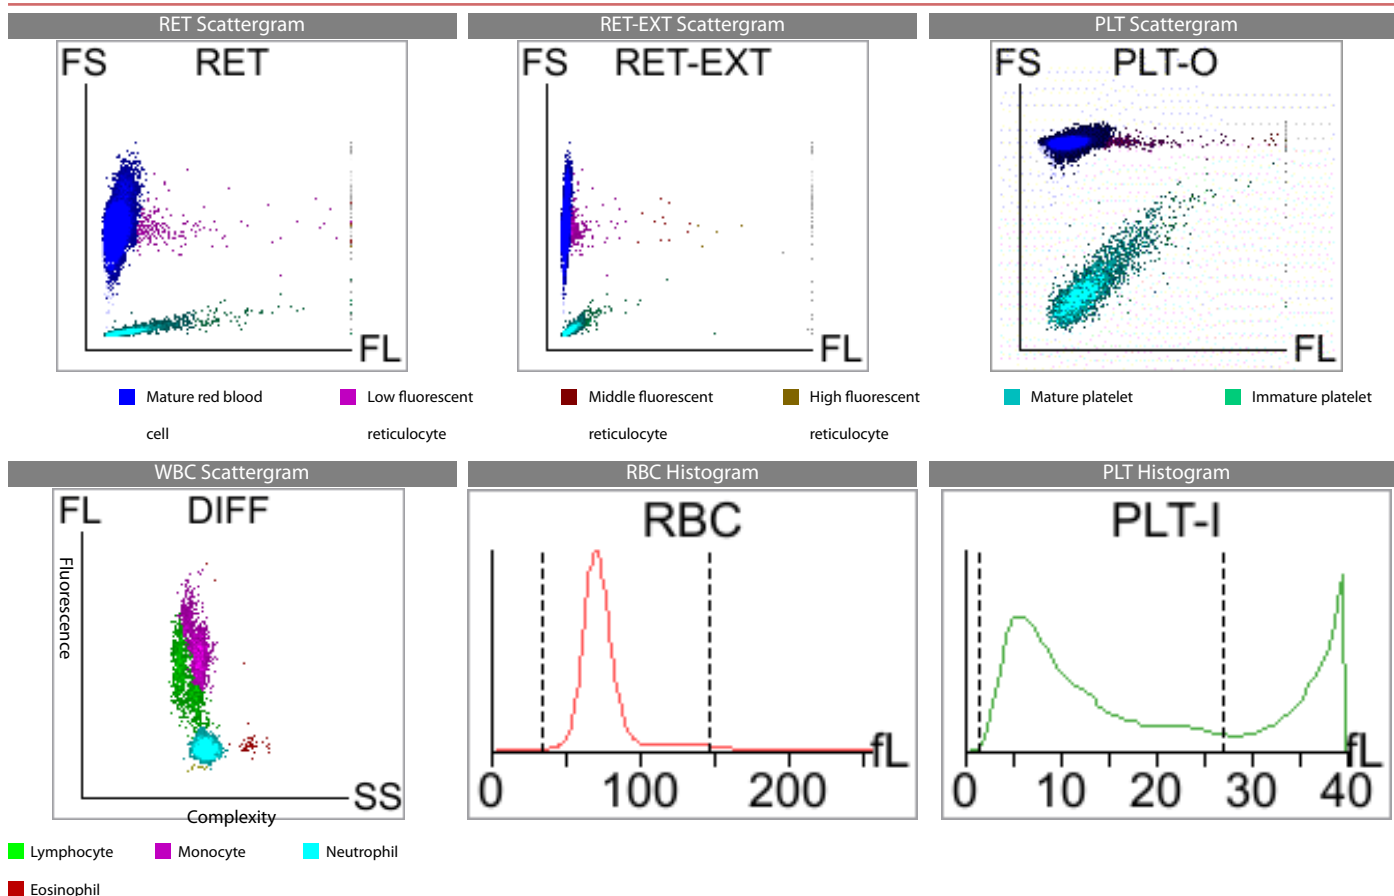 RET Scattergram
RET-EXT Scattergram
PLT Scattergram
FS RET
FL
FS RET-EXT
FL
FS PLT-O
FL
Mature red blood cell
Low fluorescent reticulocyte
Middle fluorescent reticulocyte
High fluorescent reticulocyte
Mature platelet
Immature platelet
WBC Scattergram
RBC Histogram
PLT Histogram
FL DIFF
Fluorescence
SS
Complexity
RBC
fL
0 100 200
PLT-I
fL
0 10 20 30 40
Lymphocyte
Monocyte
Neutrophil
Eosinophil